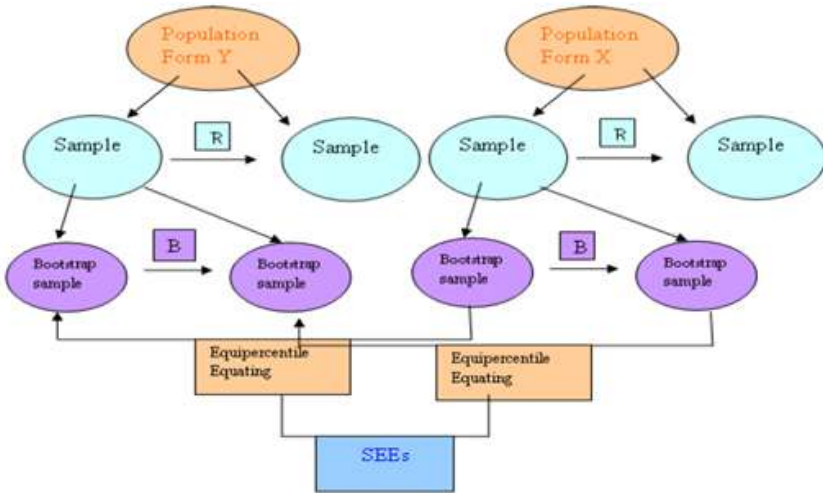 Population
Form Y
Population
Form X
Sample
R
Sample
Sample
R
Sample
Bootstrap
sample
B
Bootstrap
sample
Bootstrap
sample
B
Bootstrap
sample
Equipercentile
Equating
Equipercentile
Equating
SEEs